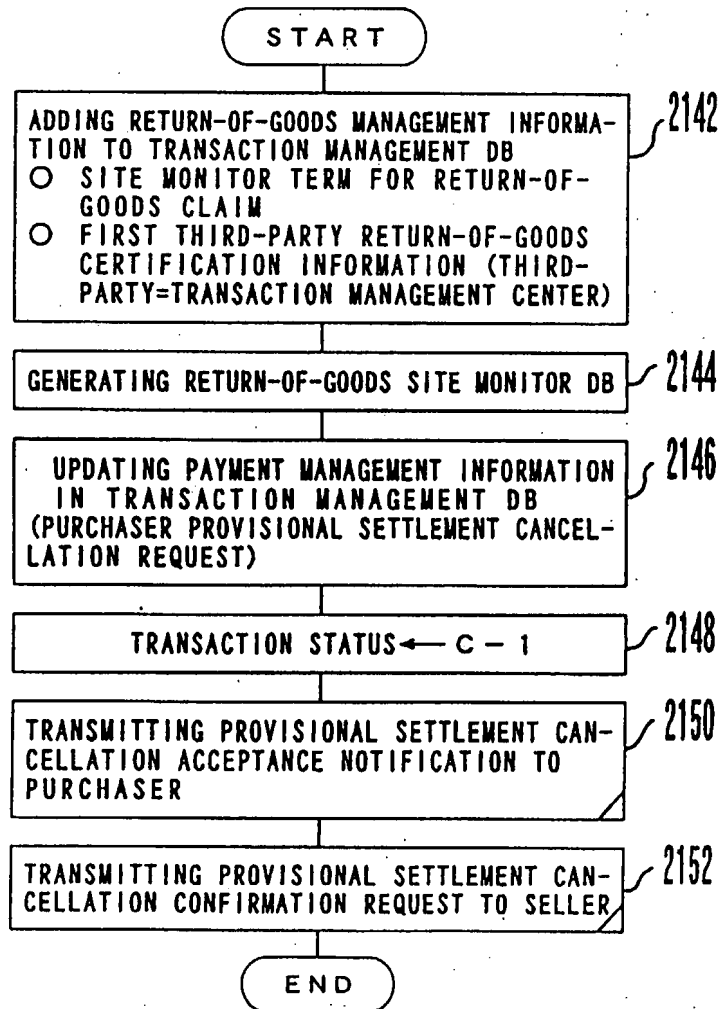 START
ADDING RETURN-OF-GOODS MANAGEMENT INFORMA-
TION TO TRANSACTION MANAGEMENT DB
○ SITE MONITOR TERM FOR RETURN-OF-
GOODS CLAIM
○ FIRST THIRD-PARTY RETURN-OF-GOODS
CERTIFICATION INFORMATION (THIRD-
PARTY=TRANSACTION MANAGEMENT CENTER)
2142
GENERATING RETURN-OF-GOODS SITE MONITOR DB
2144
UPDATING PAYMENT MANAGEMENT INFORMATION
IN TRANSACTION MANAGEMENT DB
(PURCHASER PROVISIONAL SETTLEMENT CANCEL-
LATION REQUEST)
2146
TRANSACTION STATUS ← C - 1
2148
TRANSMITTING PROVISIONAL SETTLEMENT CAN-
CELLATION ACCEPTANCE NOTIFICATION TO
PURCHASER
2150
TRANSMITTING PROVISIONAL SETTLEMENT CAN-
CELLATION CONFIRMATION REQUEST TO SELLER
2152
END